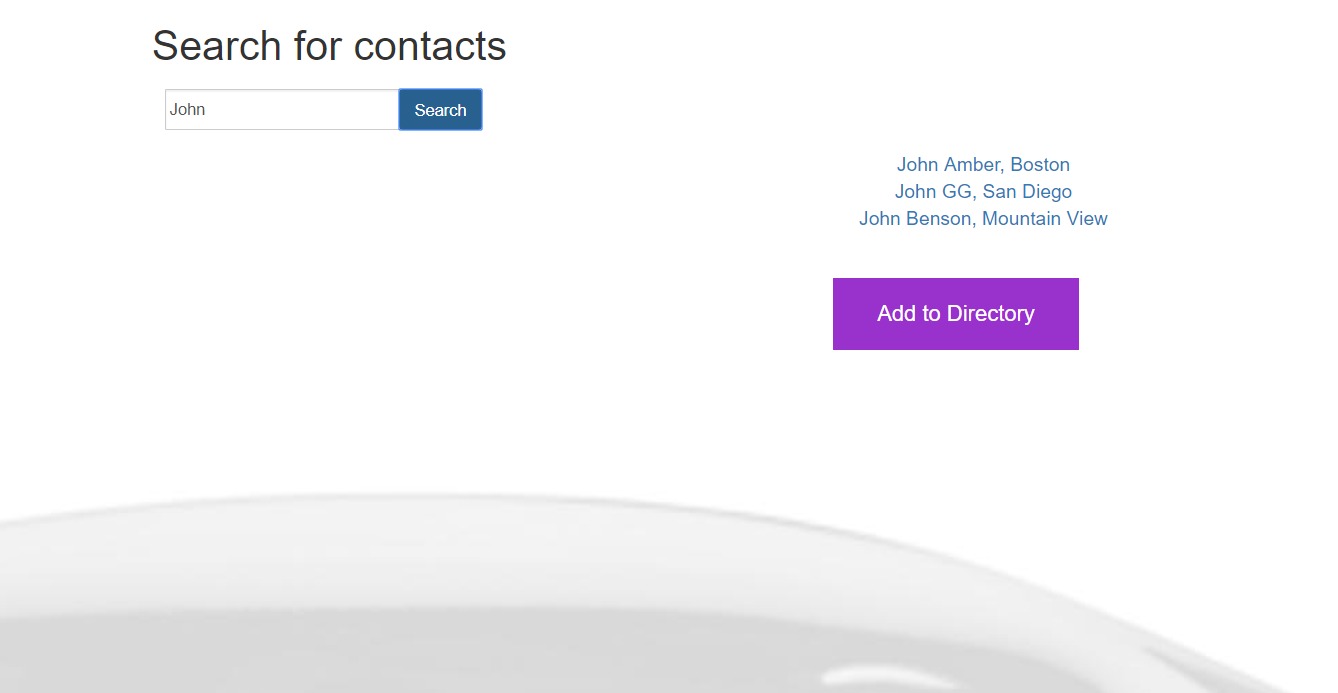 Search for contacts
John
Search
John Amber, Boston
John GG, San Diego
John Benson, Mountain View
Add to Directory